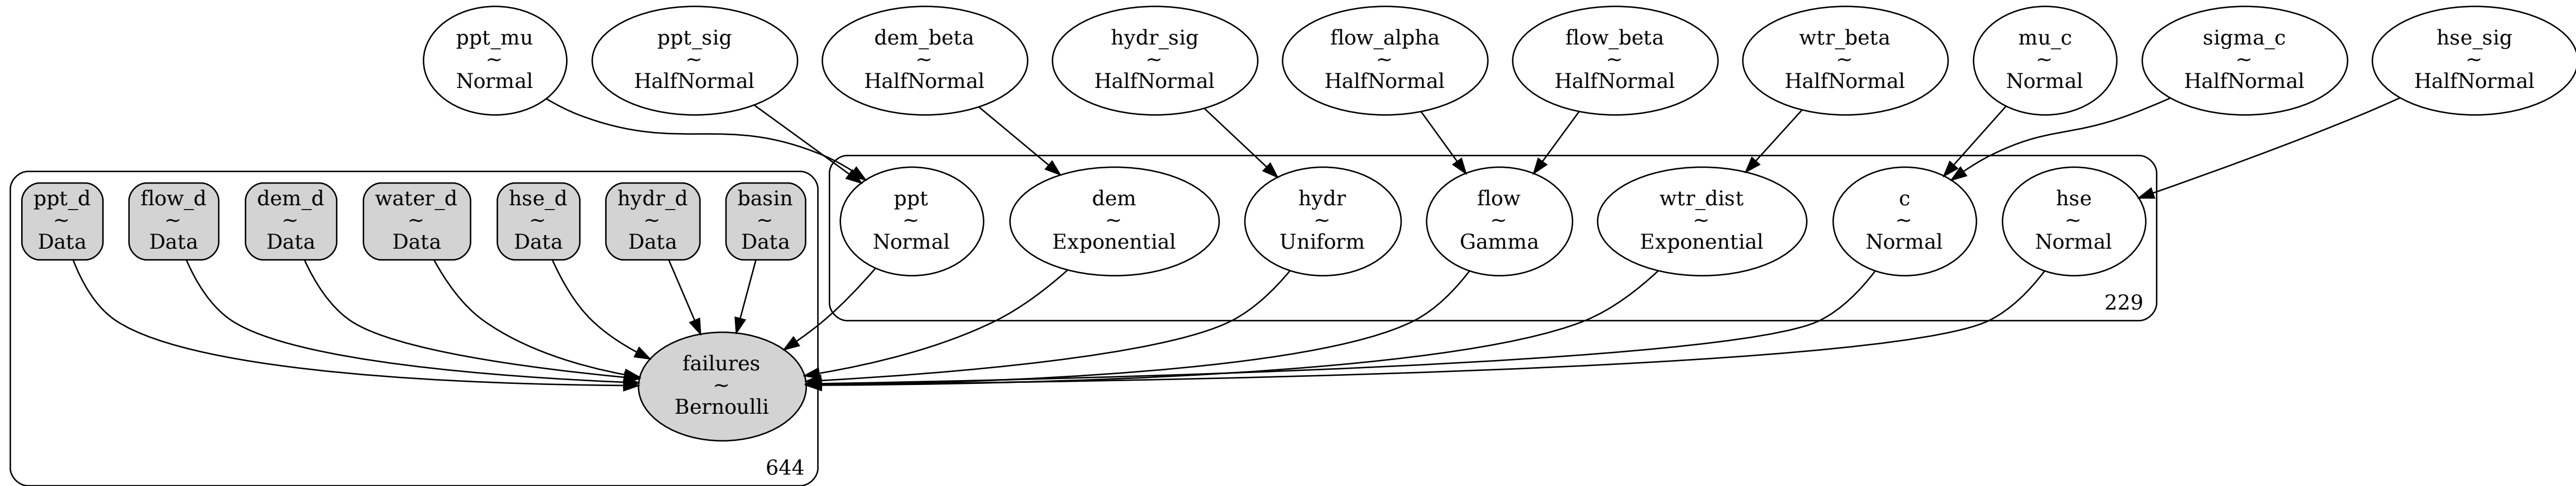 ppt_mu
~
Normal
ppt_sig
~
HalfNormal
dem_beta
~
HalfNormal
hydr_sig
~
HalfNormal
flow_alpha
~
HalfNormal
flow_beta
~
HalfNormal
wtr_beta
~
HalfNormal
mu_c
~
Normal
sigma_c
~
HalfNormal
hse_sig
~
HalfNormal
ppt_d
~
Data
flow_d
~
Data
dem_d
~
Data
water_d
~
Data
hse_d
~
Data
hydr_d
~
Data
basin
~
Data
ppt
~
Normal
dem
~
Exponential
hydr
~
Uniform
flow
~
Gamma
wtr_dist
~
Exponential
c
~
Normal
hse
~
Normal
229
failures
~
Bernoulli
644